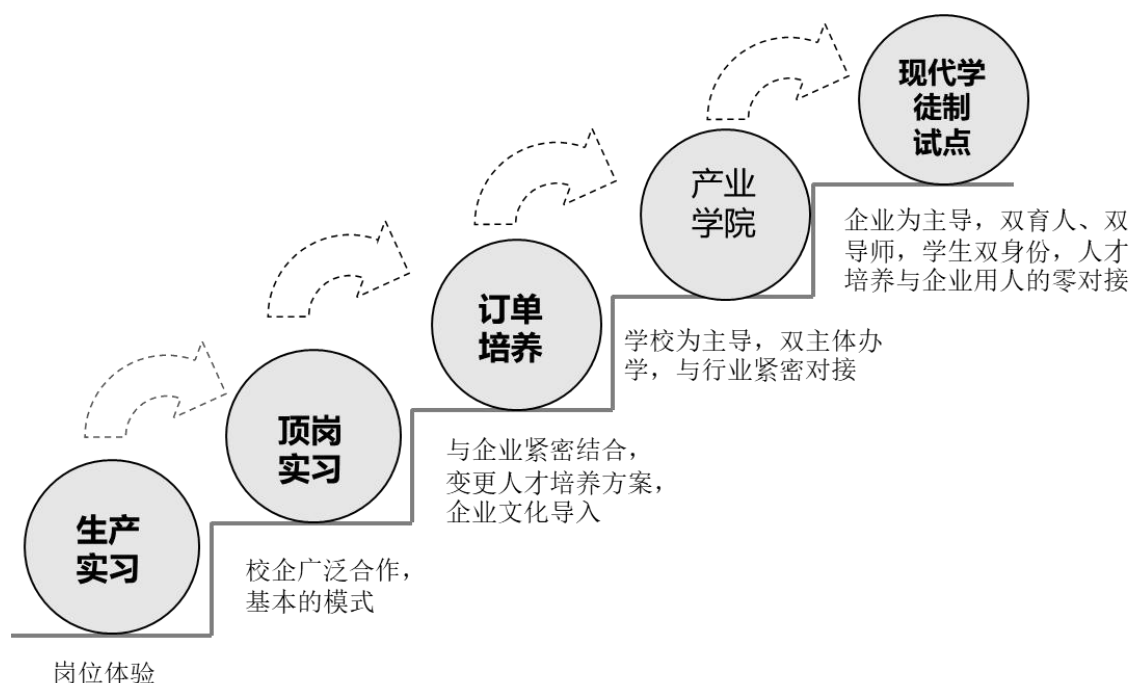 现代学
徒制
试点
产业
学院
企业为主导，双育人、双
导师，学生双身份，人才
培养与企业用人的零对接
订单
培养
学校为主导，双主体办
学，与行业紧密对接
顶岗
实习
与企业紧密结合，
变更人才培养方案，
企业文化导入
生产
实习
校企广泛合作，
基本的模式
岗位体验